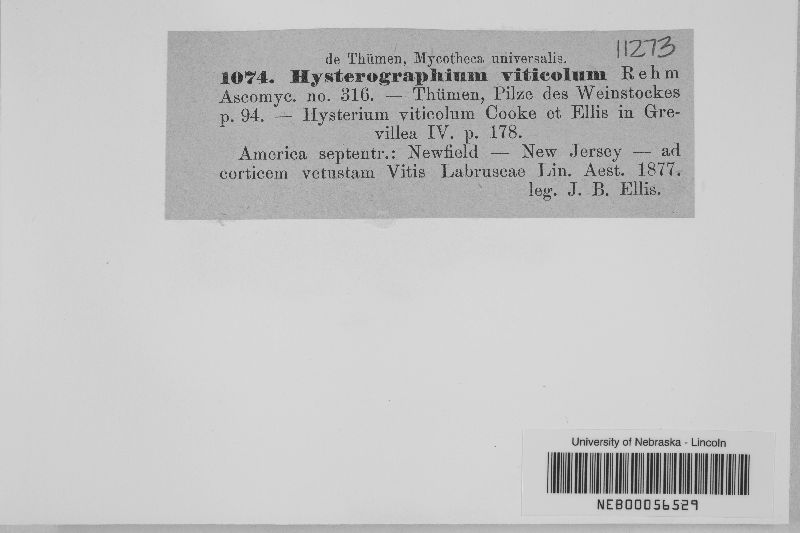 11273
de Thümen, Mycotheca universalis.
1074. Hysterographium viticolum Rehm
Ascomyc. no. 316. — Thümen, Pilze des Weinstockes
p. 94. — Hysterium viticolum Cooke et Ellis in Gre-
villea IV. p. 178.
America septentr.: Newfield — New Jersey — ad
corticem vetustam Vitis Labruscae Lin. Aest. 1877.
leg. J. B. Ellis.
University of Nebraska - Lincoln
NEB00056529